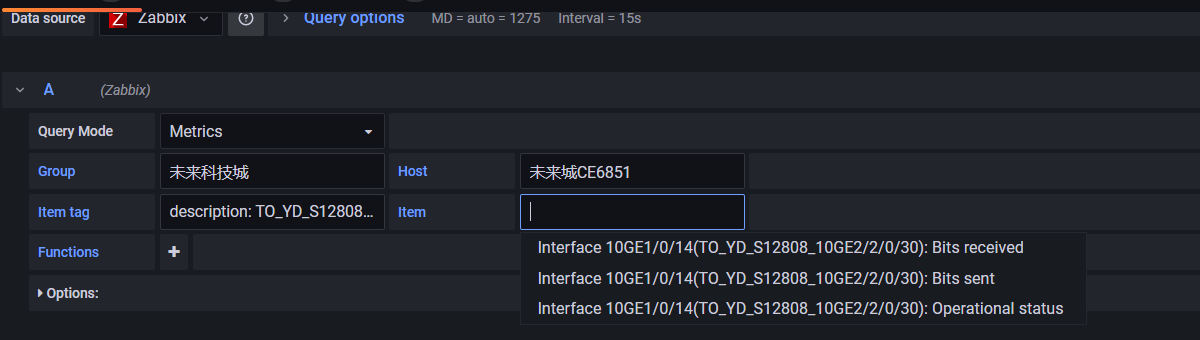 Data source Z Zabbix Query options MD = auto = 1275 Interval = 15s
A (Zabbix)
Query Mode Metrics
Group 未来科技城 Host 未来城CE6851
Item tag description: TO_YD_S12808... Item
Interface 10GE1/0/14(TO_YD_S12808_10GE2/2/0/30): Bits received
Functions +
Interface 10GE1/0/14(TO_YD_S12808_10GE2/2/0/30): Bits sent
Options:
Interface 10GE1/0/14(TO_YD_S12808_10GE2/2/0/30): Operational status